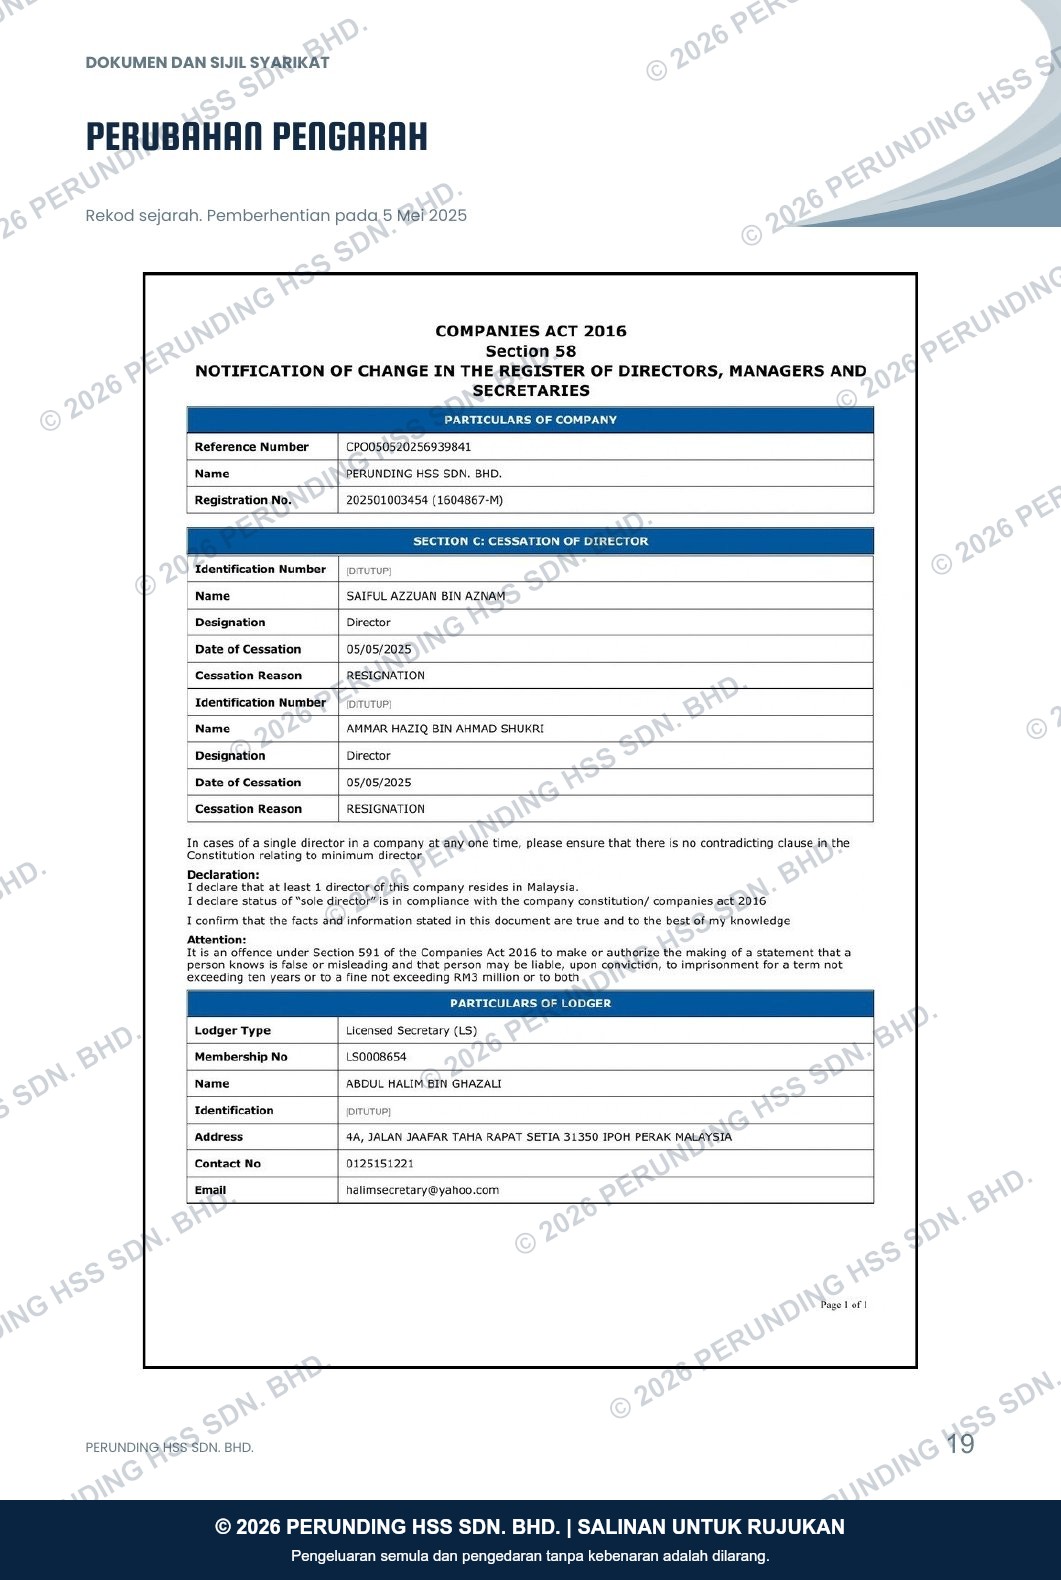 DOKUMEN DAN SIJIL SYARIKAT
PERUBAHAN PENGARAH
Rekod sejarah. Pemberhentian pada 5 Mei 2025
COMPANIES ACT 2016
Section 58
NOTIFICATION OF CHANGE IN THE REGISTER OF DIRECTORS, MANAGERS AND
SECRETARIES
PARTICULARS OF COMPANY
Reference Number CPO050520256939841
Name PERUNDING HSS SDN. BHD.
Registration No. 202501003454 (1604867-M)
SECTION C: CESSATION OF DIRECTOR
Identification Number [DITUTUP]
Name SAIFUL AZZUAN BIN AZNAM
Designation Director
Date of Cessation 05/05/2025
Cessation Reason RESIGNATION
Identification Number [DITUTUP]
Name AMMAR HAZIQ BIN AHMAD SHUKRI
Designation Director
Date of Cessation 05/05/2025
Cessation Reason RESIGNATION
In cases of a single director in a company at any one time, please ensure that there is no contradicting clause in the
Constitution relating to minimum director
Declaration:
I declare that at least 1 director of this company resides in Malaysia.
I declare status of “sole director” is in compliance with the company constitution/ companies act 2016
I confirm that the facts and information stated in this document are true and to the best of my knowledge
Attention:
It is an offence under Section 591 of the Companies Act 2016 to make or authorize the making of a statement that a
person knows is false or misleading and that person may be liable, upon conviction, to imprisonment for a term not
exceeding ten years or to a fine not exceeding RM3 million or to both
PARTICULARS OF LODGER
Lodger Type Licensed Secretary (LS)
Membership No LS0008654
Name ABDUL HALIM BIN GHAZALI
Identification [DITUTUP]
Address 4A, JALAN JAAFAR TAHA RAPAT SETIA 31350 IPOH PERAK MALAYSIA
Contact No 0125151221
Email halimsecretary@yahoo.com
Page 1 of 1
PERUNDING HSS SDN. BHD. 19
© 2026 PERUNDING HSS SDN. BHD. | SALINAN UNTUK RUJUKAN
Pengeluaran semula dan pengedaran tanpa kebenaran adalah dilarang.
© 2026 PERUNDING HSS SDN. BHD.